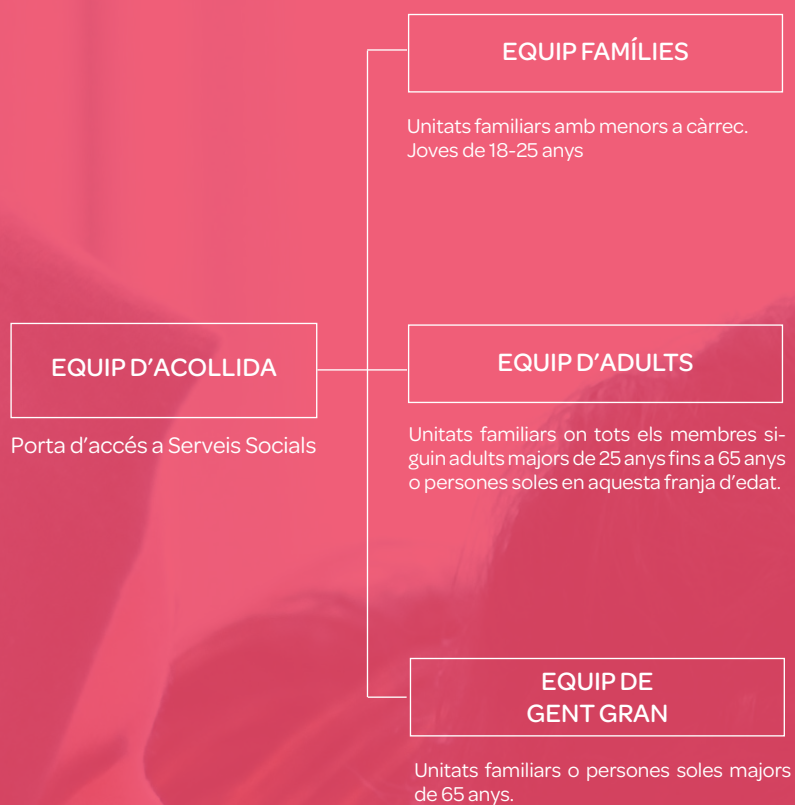 EQUIP FAMÍLIES
Unitats familiars amb menors a càrrec.
Joves de 18-25 anys
EQUIP D'ACOLLIDA
Porta d'accés a Serveis Socials
EQUIP D'ADULTS
Unitats familiars on tots els membres si-
guin adults majors de 25 anys fins a 65 anys
o persones soles en aquesta franja d'edat.
EQUIP DE
GENT GRAN
Unitats familiars o persones soles majors
de 65 anys.